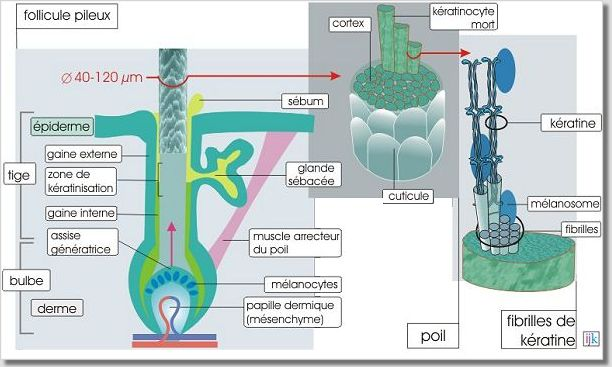 follicule pileux
Ø 40-120 µm
sébum
épiderme
gaine externe
zone de
kératinisation
glande
sébacée
tige
gaine interne
assise
génératrice
muscle arrecteur
du poil
bulbe
mélanocytes
derme
papille dermique
(mésenchyme)
kératinocyte
mort
cortex
cuticule
poil
kératine
mélanosome
fibrilles
fibrilles de
kératine
ijk